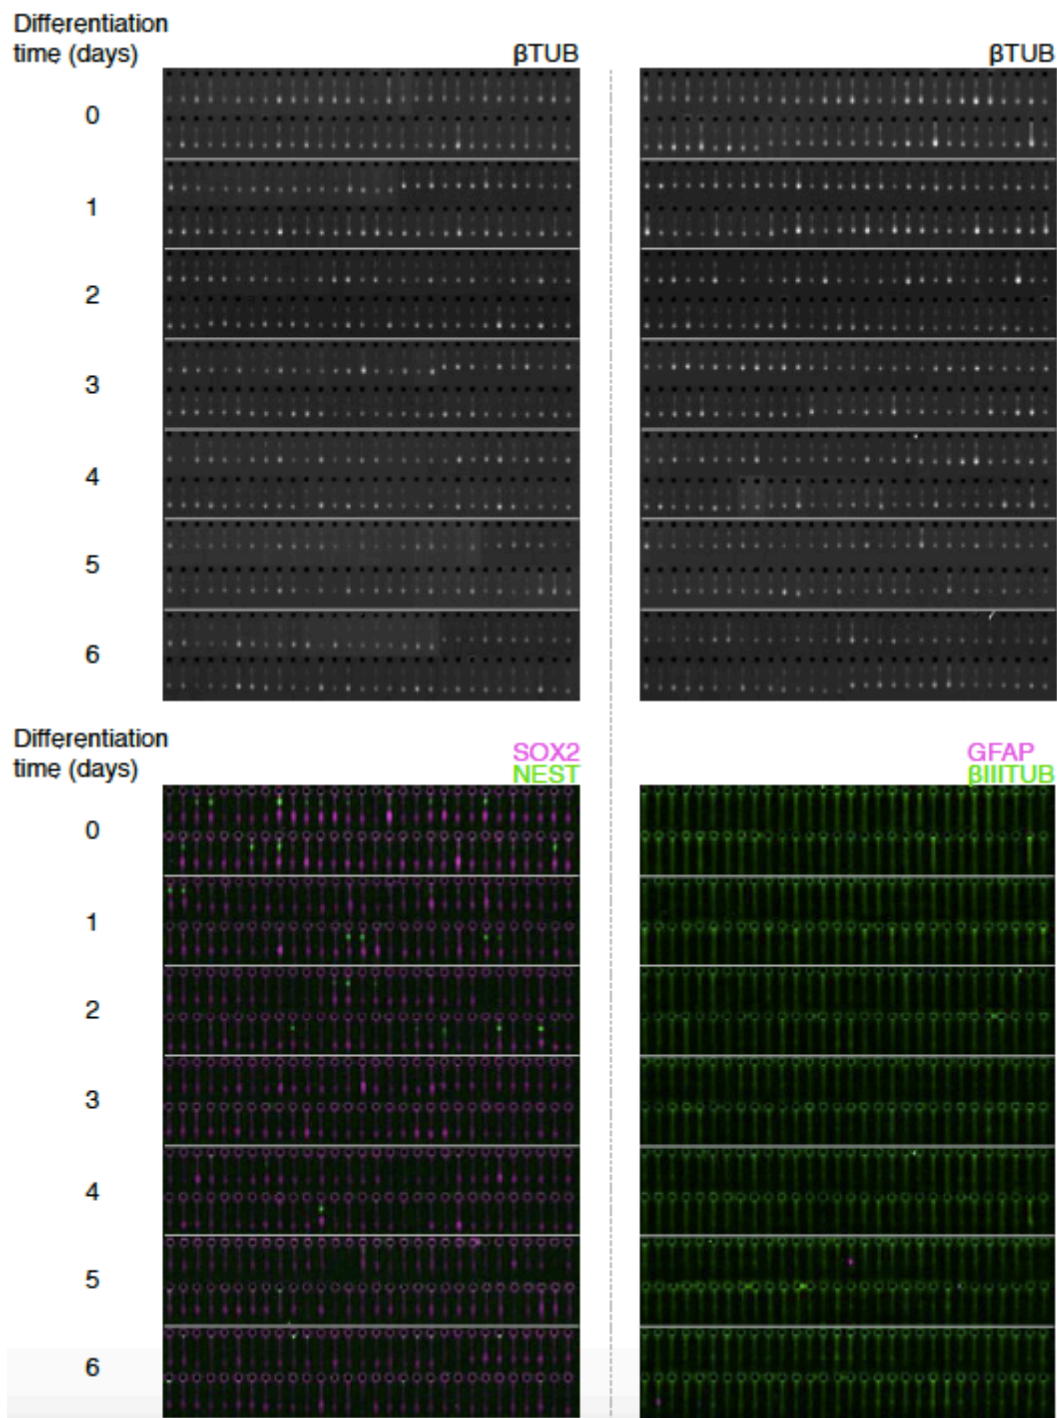 Differentiation
time (days)
βTUB
βTUB
0
1
2
3
4
5
6
Differentiation
time (days)
SOX2
NEST
GFAP
βIIITUB
0
1
2
3
4
5
6